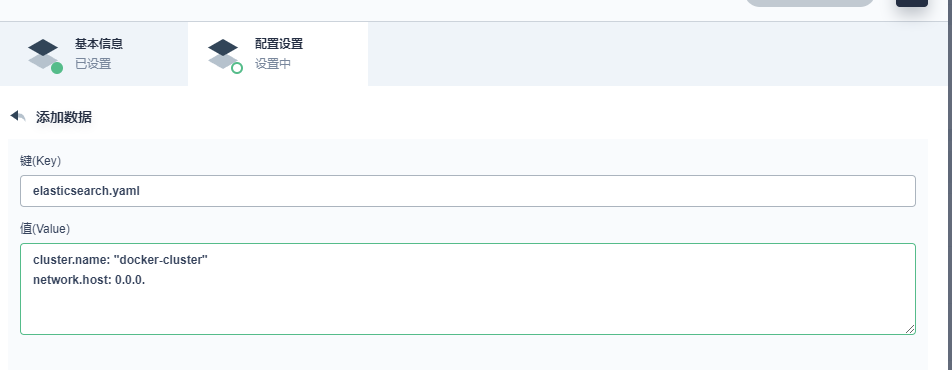 基本信息
已设置
配置设置
设置中
添加数据
键(Key)
elasticsearch.yaml
值(Value)
cluster.name: "docker-cluster"
network.host: 0.0.0.